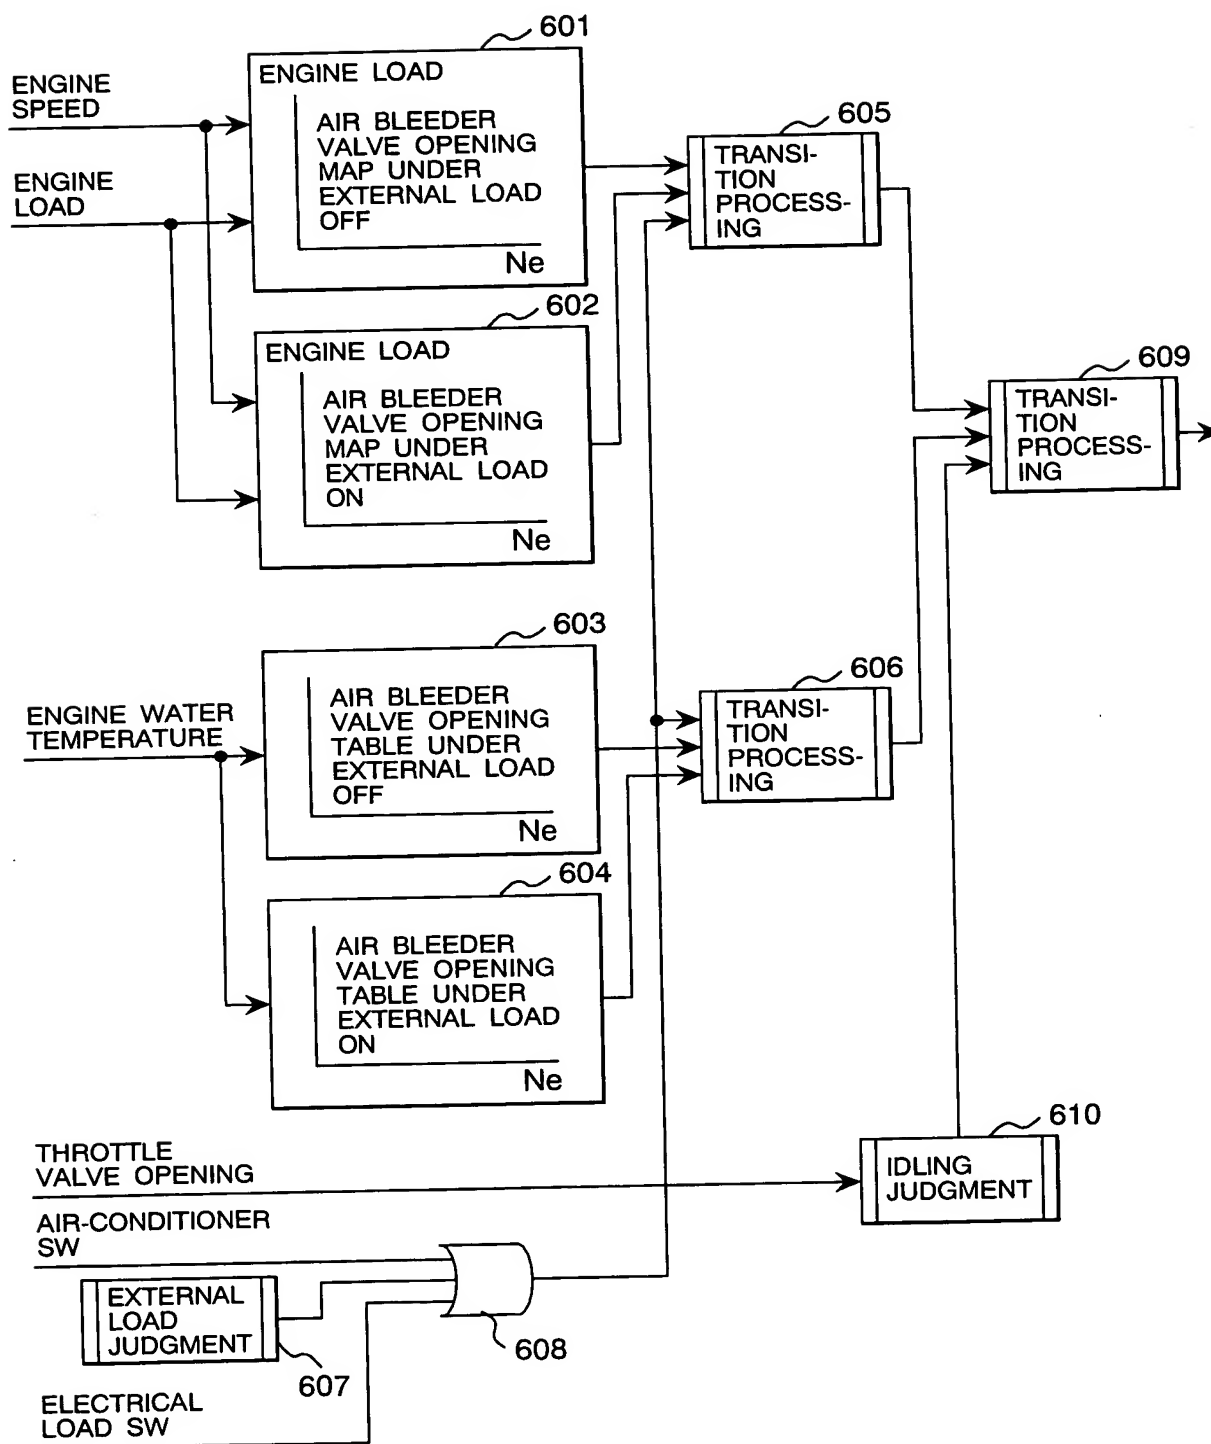 601
ENGINE
SPEED
ENGINE
LOAD
ENGINE LOAD
AIR BLEEDER
VALVE OPENING
MAP UNDER
EXTERNAL LOAD
OFF
Ne
605
TRANSI-
TION
PROCESS-
ING
602
ENGINE LOAD
AIR BLEEDER
VALVE OPENING
MAP UNDER
EXTERNAL LOAD
ON
Ne
609
TRANSI-
TION
PROCESS-
ING
603
ENGINE WATER
TEMPERATURE
AIR BLEEDER
VALVE OPENING
TABLE UNDER
EXTERNAL LOAD
OFF
Ne
606
TRANSI-
TION
PROCESS-
ING
604
AIR BLEEDER
VALVE OPENING
TABLE UNDER
EXTERNAL LOAD
ON
Ne
THROTTLE
VALVE OPENING
610
IDLING
JUDGMENT
AIR-CONDITIONER
SW
EXTERNAL
LOAD
JUDGMENT
607
608
ELECTRICAL
LOAD SW